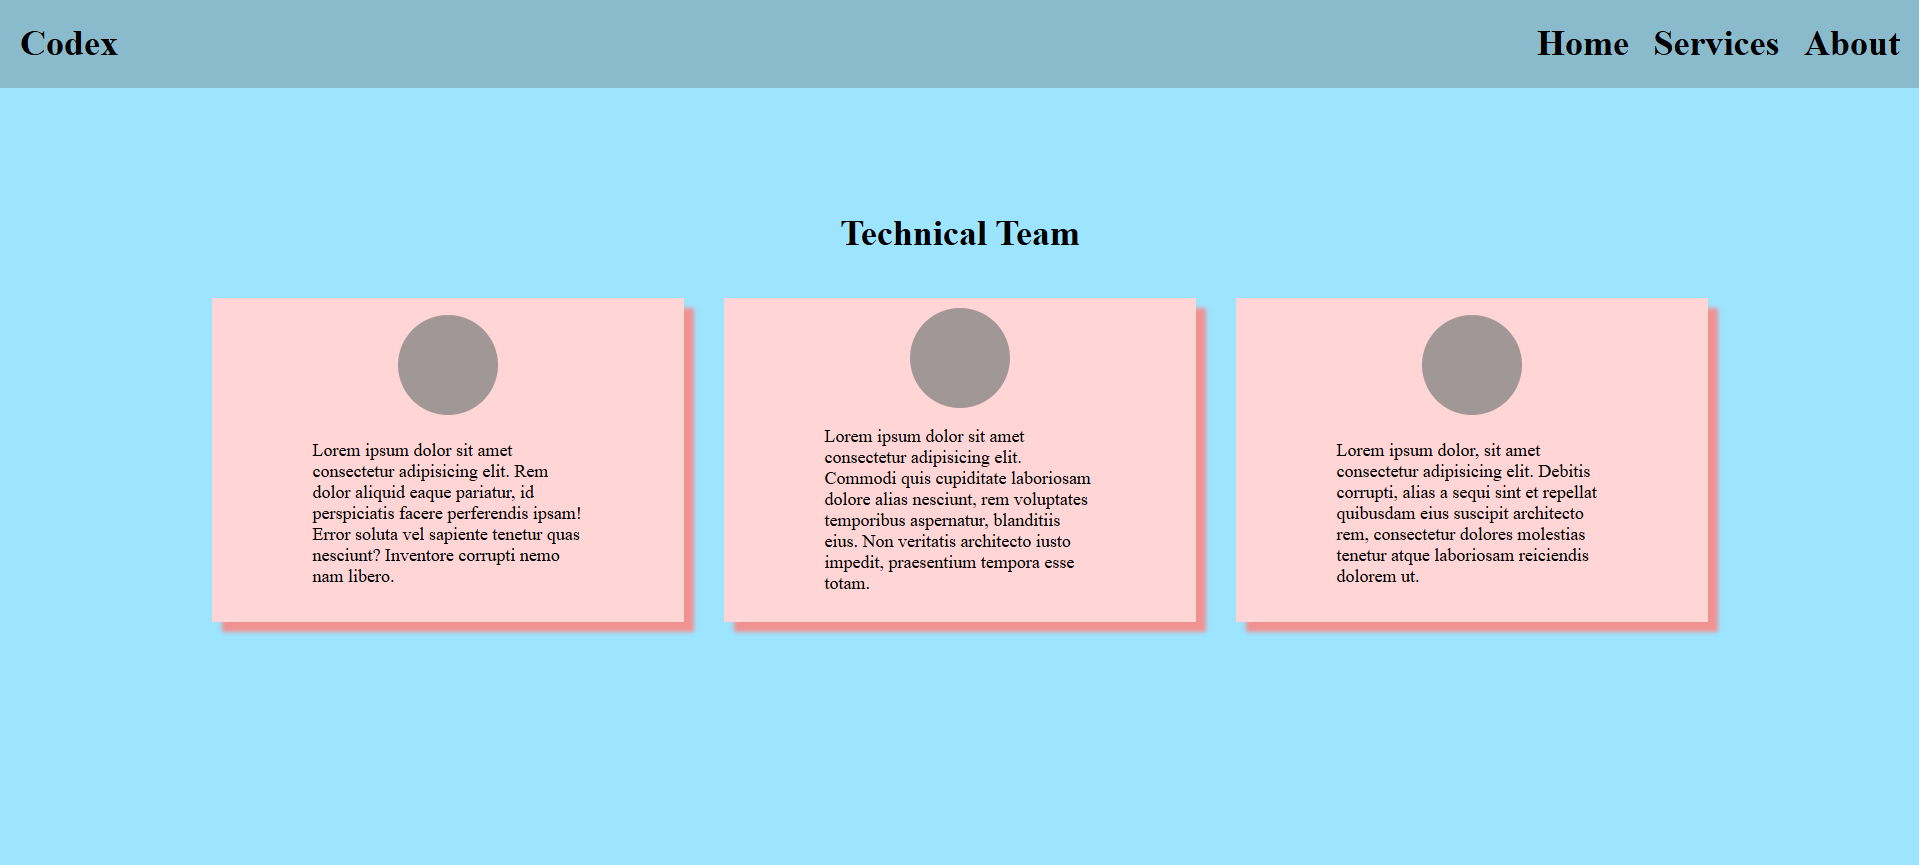 Codex
Home Services About
Technical Team
Lorem ipsum dolor sit amet
consectetur adipisicing elit. Rem
dolor aliquid eaque pariatur, id
perspiciatis facere perferendis ipsam!
Error soluta vel sapiente tenetur quas
nesciunt? Inventore corrupti nemo
nam libero.
Lorem ipsum dolor sit amet
consectetur adipisicing elit.
Commodi quis cupiditate laboriosam
dolore alias nesciunt, rem voluptates
temporibus aspernatur, blanditiis
eius. Non veritatis architecto iusto
impedit, praesentium tempora esse
totam.
Lorem ipsum dolor, sit amet
consectetur adipisicing elit. Debitis
corrupti, alias a sequi sint et repellat
quibusdam eius suscipit architecto
rem, consectetur dolores molestias
tenetur atque laboriosam reiciendis
dolorem ut.